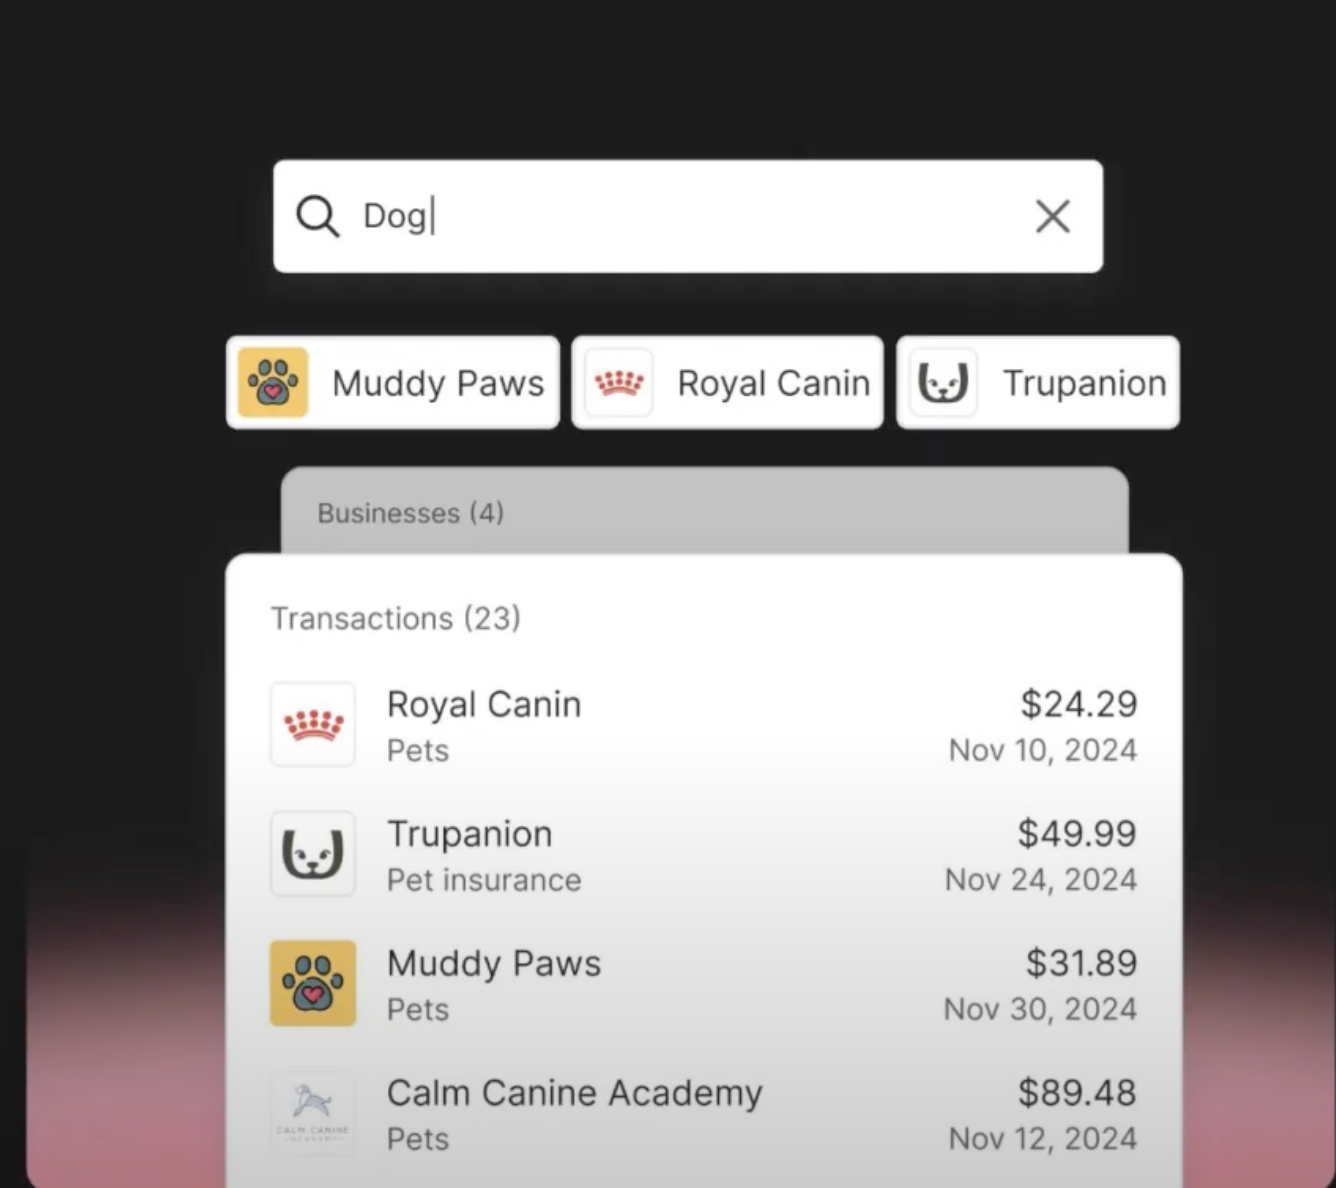 Dog
Muddy Paws
Royal Canin
Trupanion
Businesses (4)
Transactions (23)
Royal Canin $24.29
Pets Nov 10, 2024
Trupanion $49.99
Pet insurance Nov 24, 2024
Muddy Paws $31.89
Pets Nov 30, 2024
Calm Canine Academy $89.48
CALM CANINE
ACADEMY
Pets Nov 12, 2024